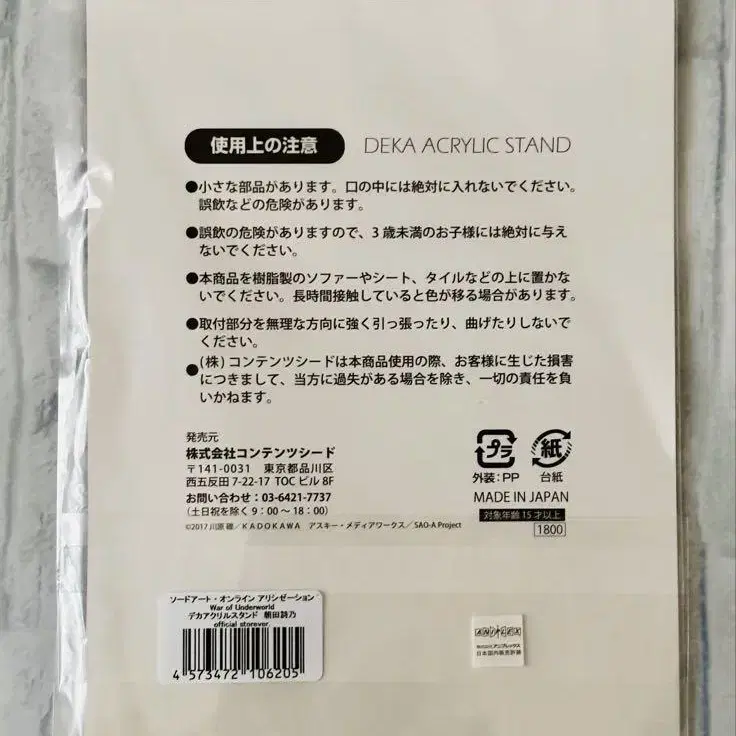 使用上の注意 DEKA ACRYLIC STAND
●小さな部品があります。口の中には絶対に入れないでください。
誤飲などの危険があります。
●誤飲の危険がありますので、3歳未満のお子様には絶対に与え
ないでください。
●本商品を樹脂製のソファーやシート、タイルなどの上に置かな
いでください。長時間接触していると色が移る場合があります。
●取付部分を無理な方向に強く引っ張ったり、曲げたりしないで
ください。
●(株)コンテンツシードは本商品使用の際、お客様に生じた損害
につきまして、当方に過失がある場合を除き、一切の責任を負
いかねます。
発売元
株式会社コンテンツシード
〒141-0031 東京都品川区
西五反田 7-22-17 TOCビル 8F
お問い合わせ：03-6421-7737
(土日祝を除く 9：00～18：00)
©2017 川原 礫／KADOKAWA アスキー・メディアワークス／SAO-A Project
プラ 紙
外装：PP 台紙
MADE IN JAPAN
対象年齢15才以上
1800
ソードアート・オンライン アリシゼーション
War of Underworld
デカアクリルスタンド 朝田詩乃
official storever.
4 573472 106205
ANIPLEX
株式会社アニプレックス
日本国内販売許諾